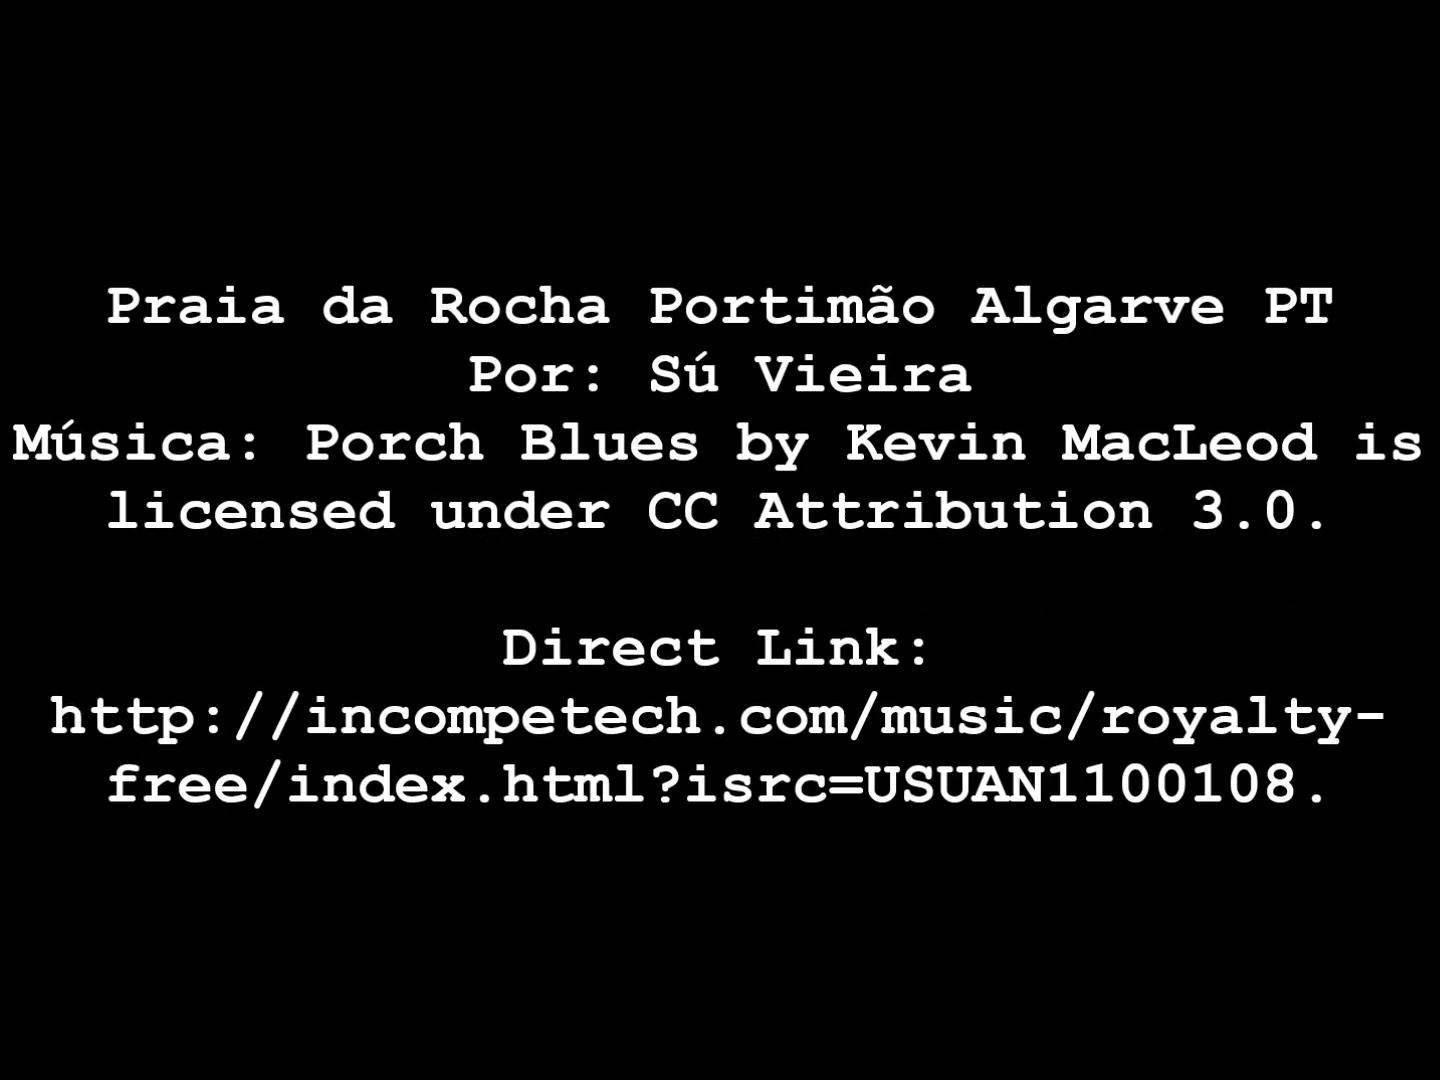 Praia da Rocha Portimão Algarve PT
Por: Sú Vieira
Música: Porch Blues by Kevin MacLeod is
licensed under CC Attribution 3.0.
Direct Link:
http://incompetech.com/music/royalty-
free/index.html?isrc=USUAN1100108.